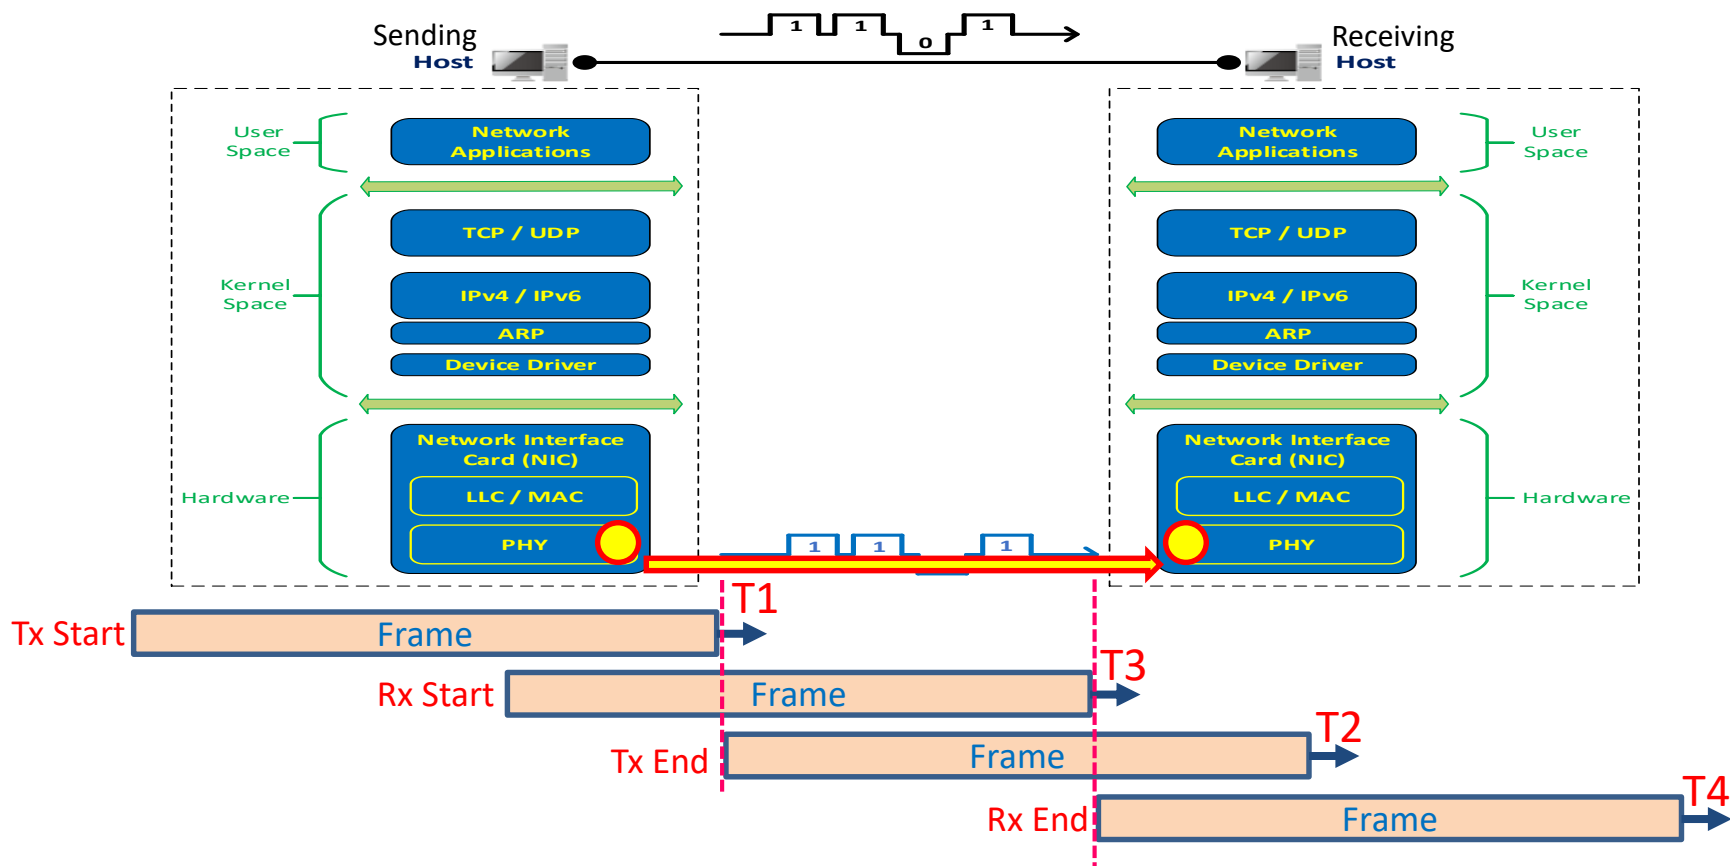 Sending
Host
1 1 0 1
Receiving
Host
User
Space
Network
Applications
Network
Applications
User
Space
TCP / UDP
TCP / UDP
Kernel
Space
IPv4 / IPv6
IPv4 / IPv6
Kernel
Space
ARP
ARP
Device Driver
Device Driver
Network Interface
Card (NIC)
Network Interface
Card (NIC)
Hardware
LLC / MAC
LLC / MAC
Hardware
PHY
1 1 1
PHY
T1
Tx Start
Frame
T3
Rx Start
Frame
T2
Tx End
Frame
T4
Rx End
Frame